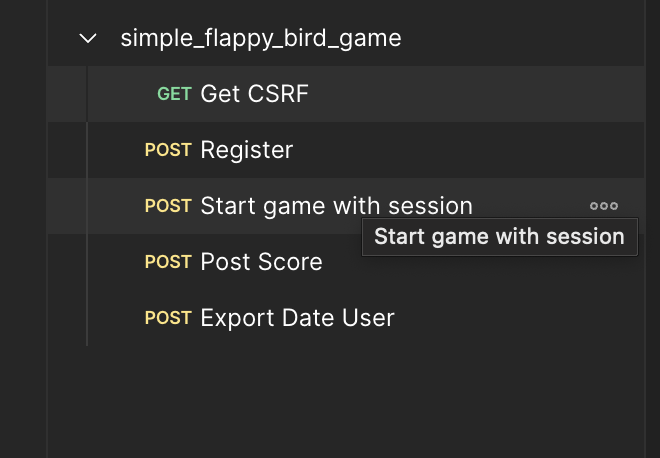 simple_flappy_bird_game
GET Get CSRF
POST Register
POST Start game with session
Start game with session
POST Post Score
POST Export Date User